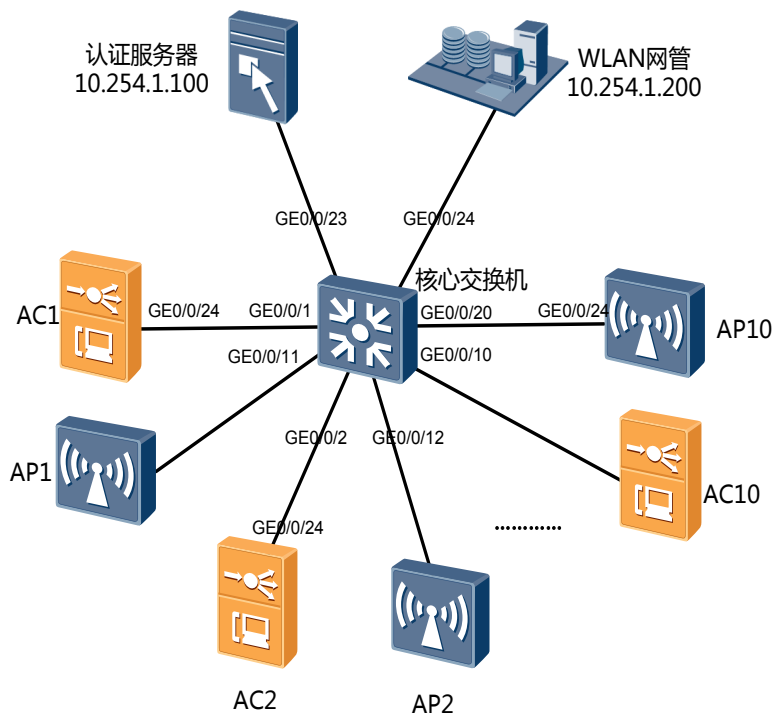 认证服务器
10.254.1.100
WLAN网管
10.254.1.200
GE0/0/23
GE0/0/24
核心交换机
AC1
GE0/0/24
GE0/0/1
GE0/0/20
GE0/0/24
AP10
GE0/0/11
GE0/0/10
AP1
GE0/0/2
GE0/0/12
AC10
GE0/0/24
…………
AC2
AP2